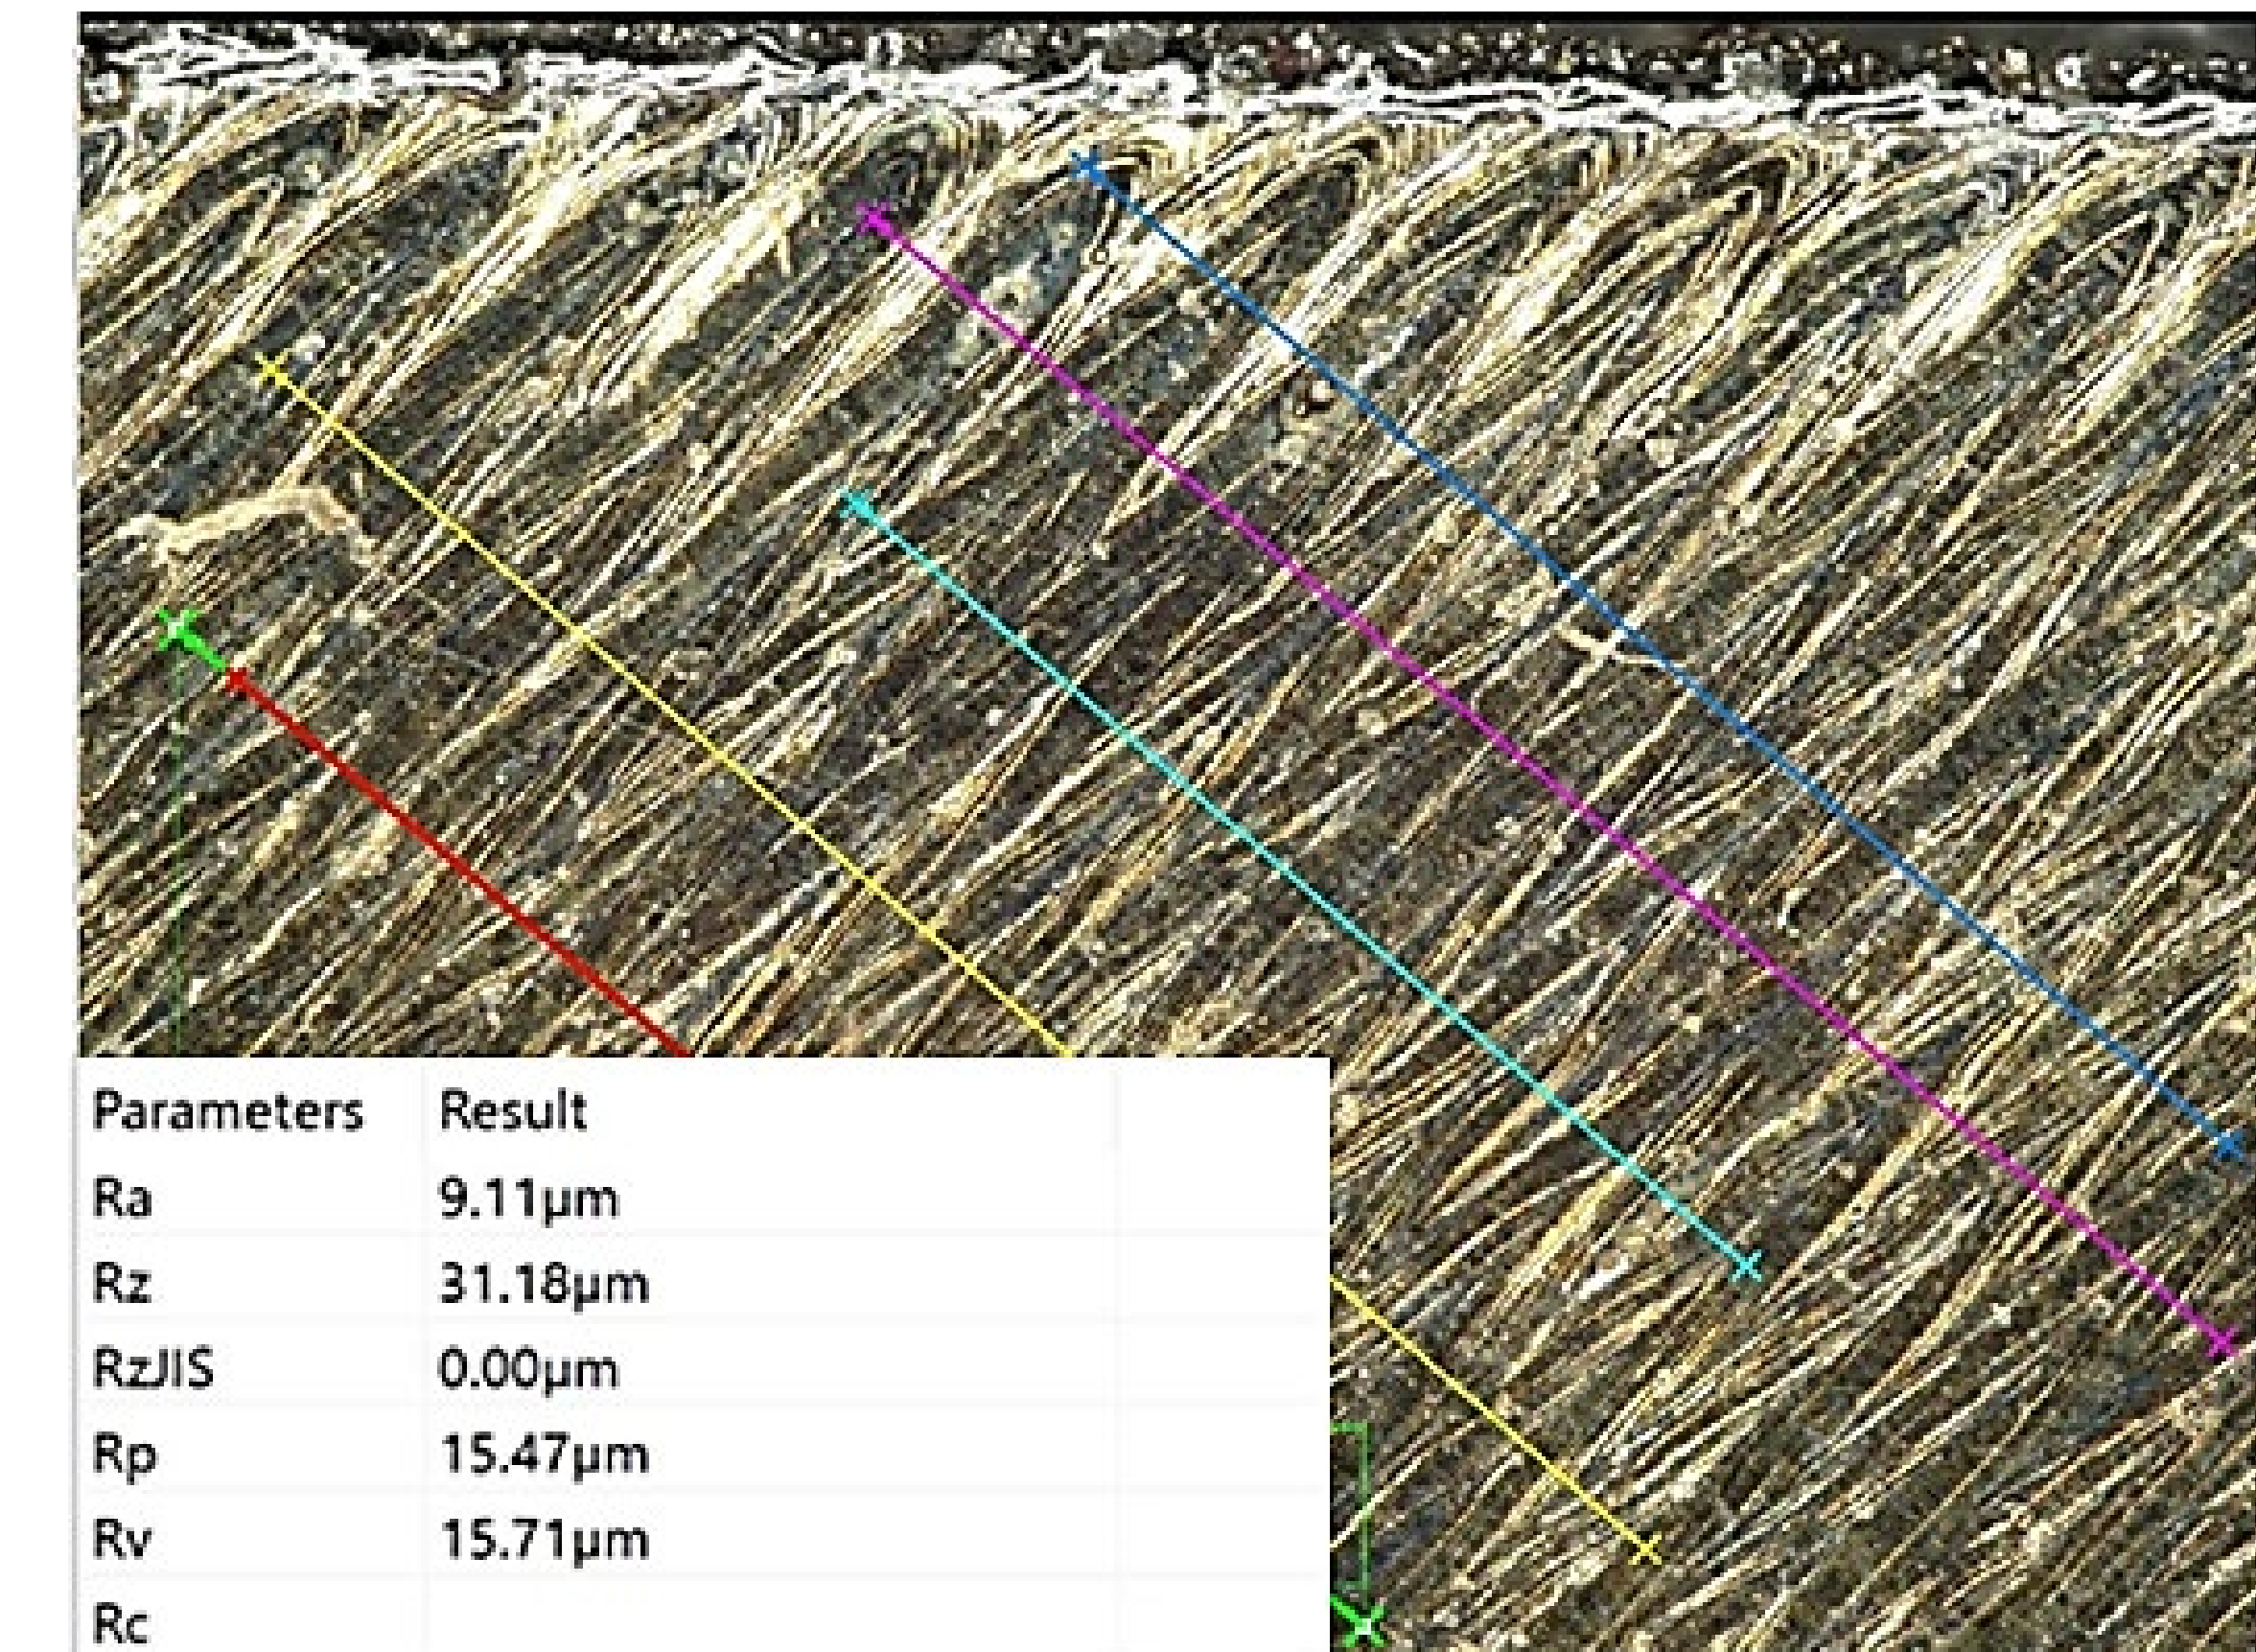 Parameters Result
Ra 9.11µm
Rz 31.18µm
RzJIS 0.00µm
Rp 15.47µm
Rv 15.71µm
Rc